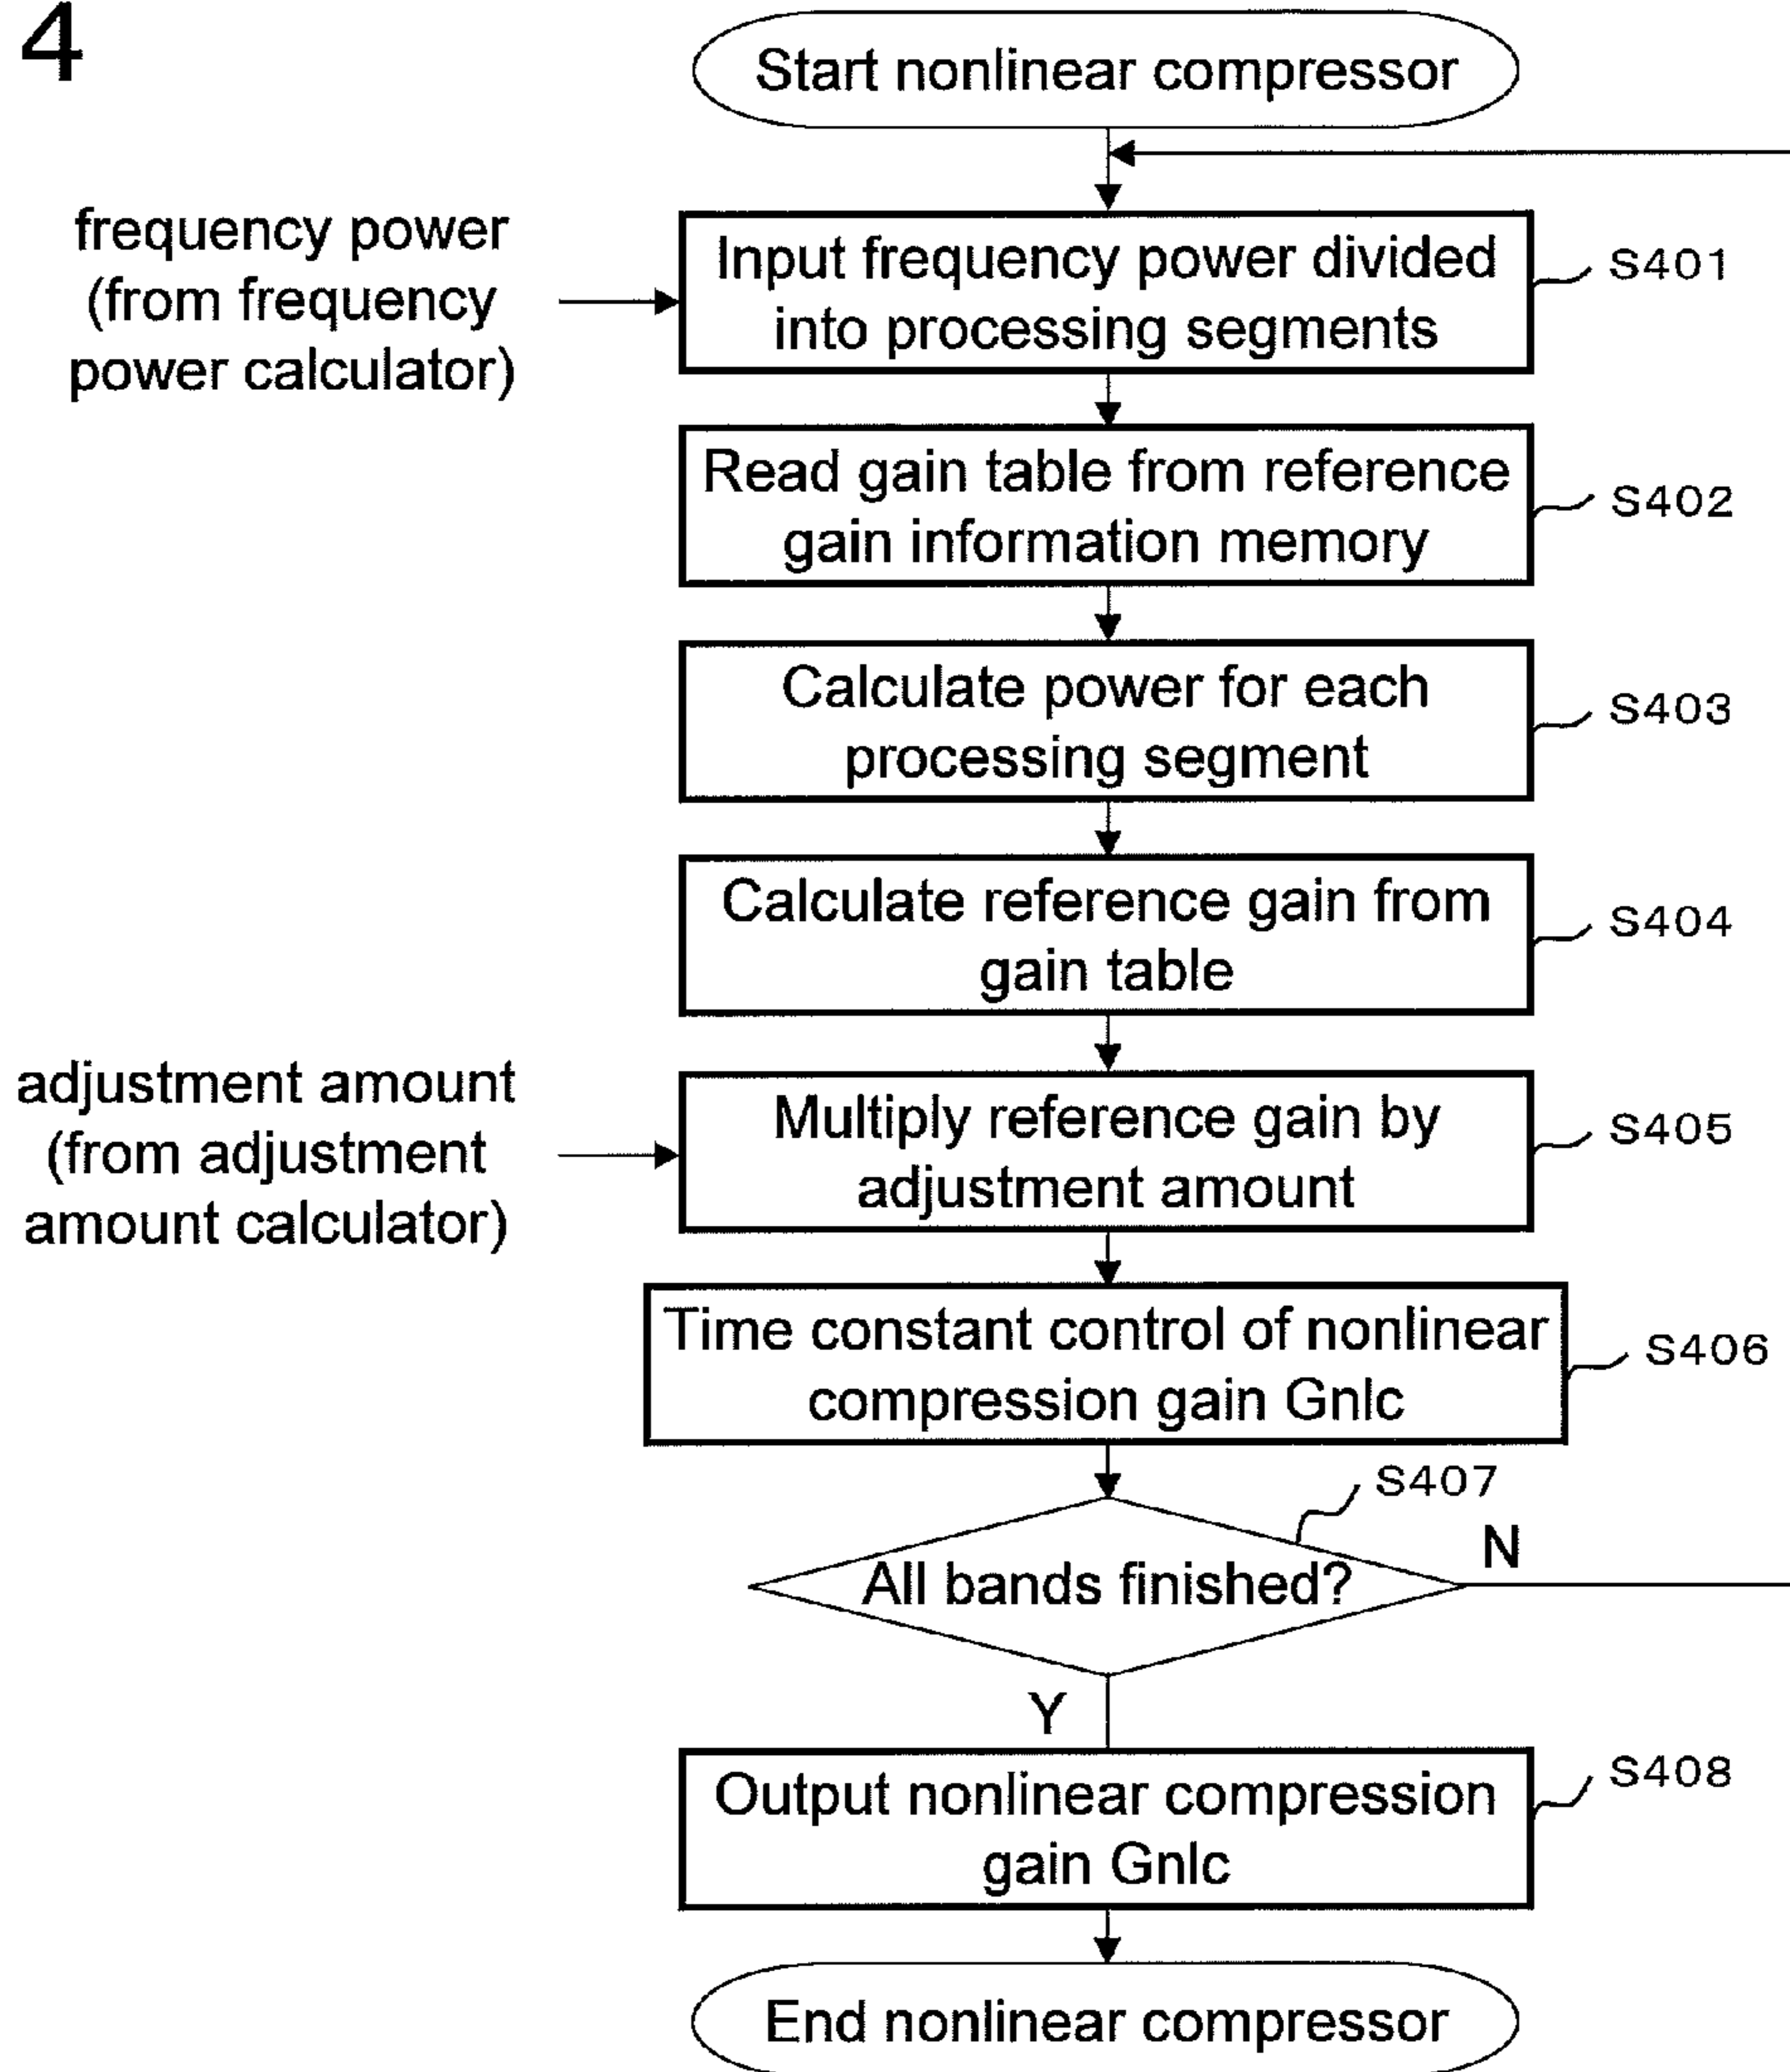 4
Start nonlinear compressor
frequency power
(from frequency
power calculator)
Input frequency power divided
into processing segments
S401
Read gain table from reference
gain information memory
S402
Calculate power for each
processing segment
S403
Calculate reference gain from
gain table
S404
adjustment amount
(from adjustment
amount calculator)
Multiply reference gain by
adjustment amount
S405
Time constant control of nonlinear
compression gain Gnlc
S406
S407
All bands finished?
N
Y
Output nonlinear compression
gain Gnlc
S408
End nonlinear compressor